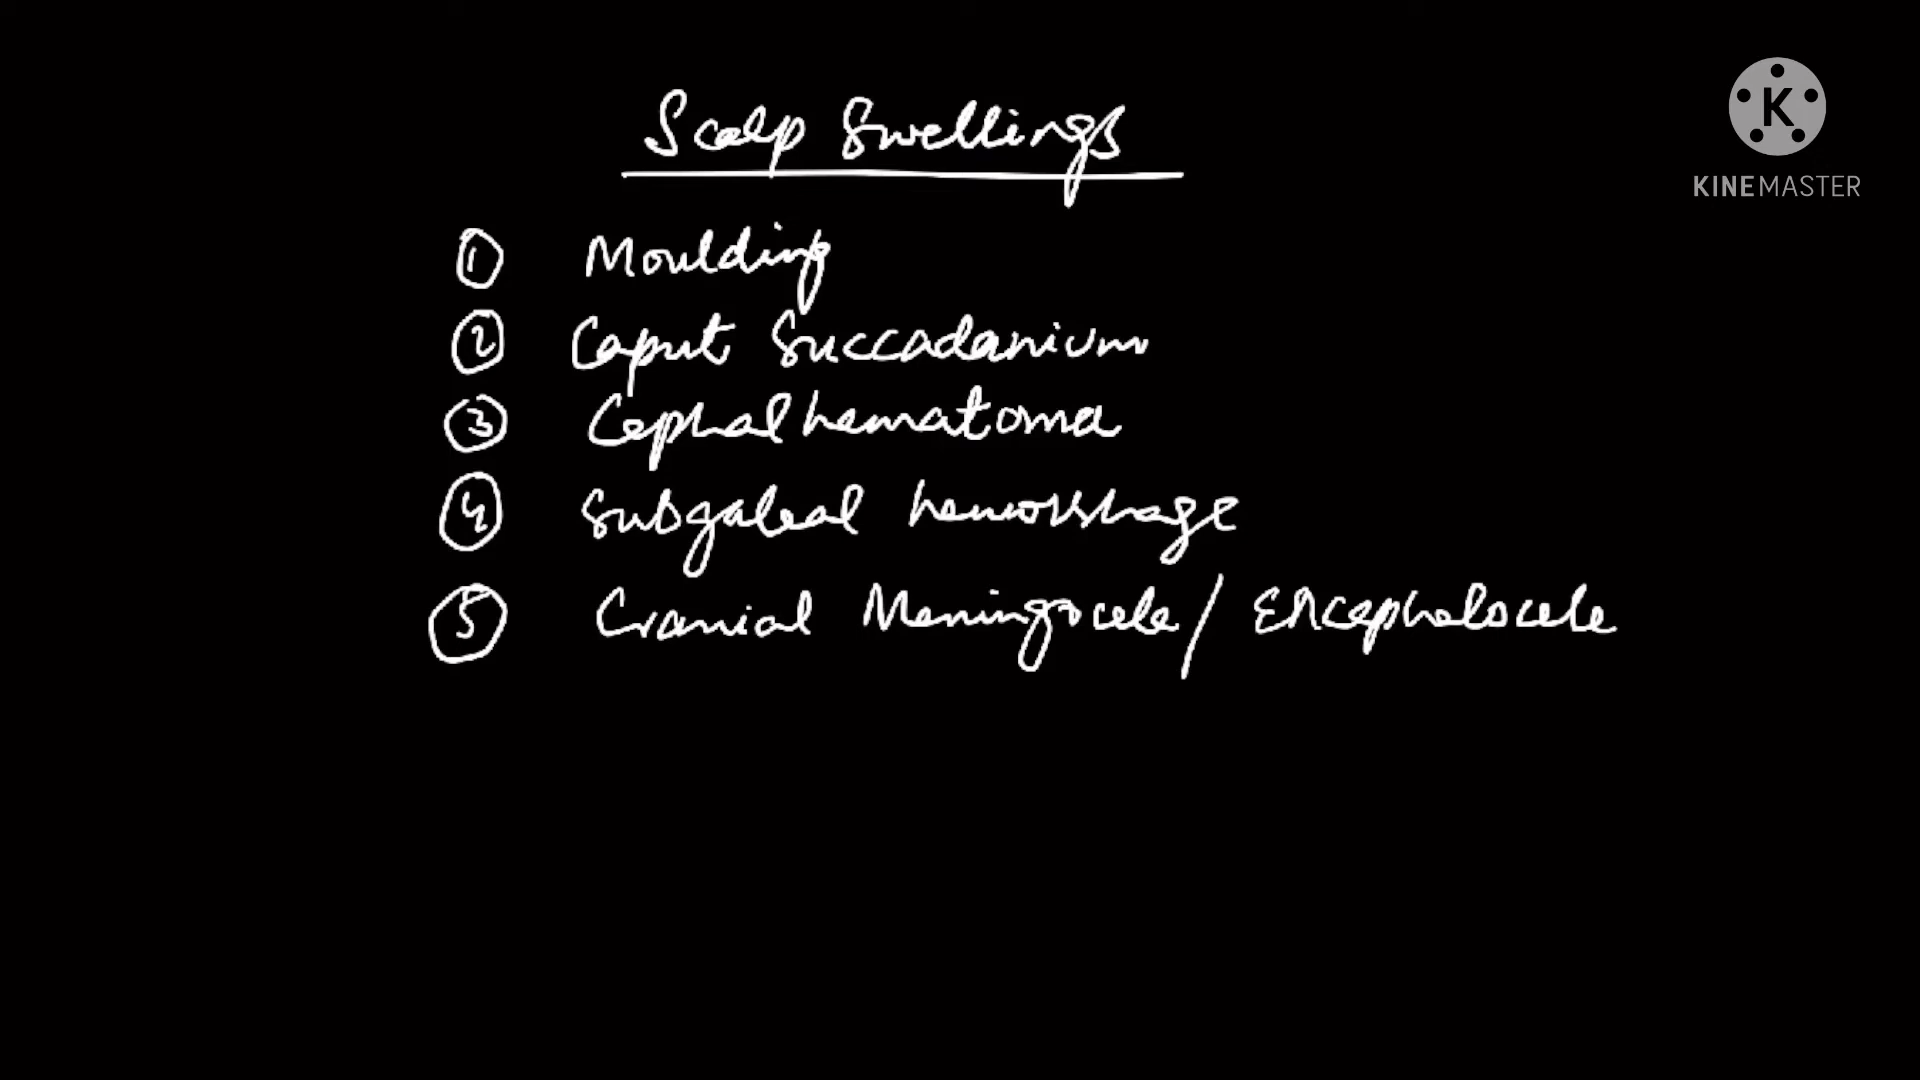 Scalp Swellings
① Moulding
② Caput Succadanium
③ Cephalhematoma
④ Subgaleal hemorrhage
⑤ Cranial Meningocele / Encephalocele
K
KINEMASTER